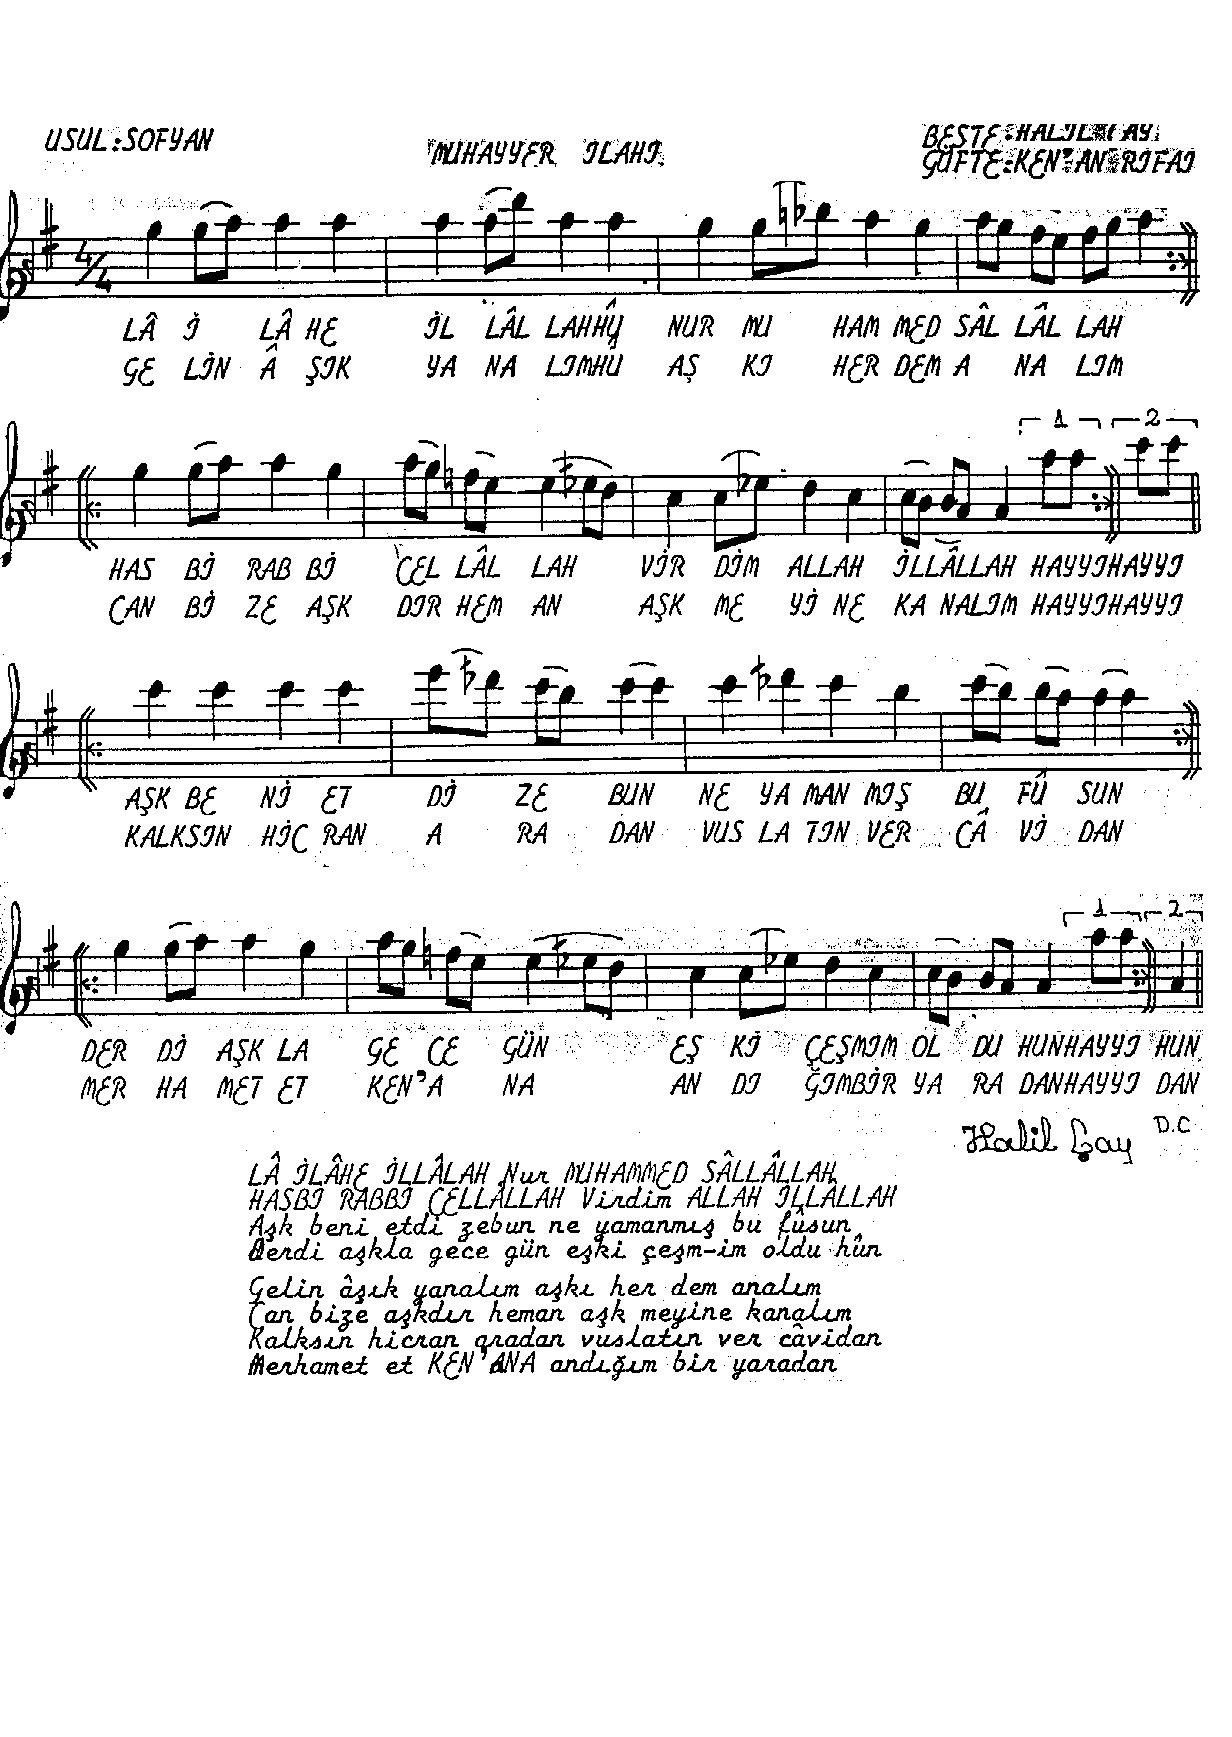 USUL:SOFYAN
MUHAYYER İLAHİ
BESTE:HALİL ÇAY
GÜFTE:KEN'AN RİFAİ
4/4
LÂ İ LÂ HE İL LÂL LAHHÛ NUR MU HAM MED SÂL LÂL LAH
GE LİN Â ŞIK YA NA LIMHU AŞ KI HER DEM A NA LIM
1 2
HAS Bİ RAB Bİ CEL LÂL LAH VİR DİM ALLAH İLLÂLLAH HAYYIHAYYI
CAN Bİ ZE AŞK DIR HEM AN AŞK ME Yİ NE KA NALIM HAYYIHAYYI
AŞK BE Nİ ET Dİ ZE BUN NE YA MAN MIŞ BU FÛ SUN
KALKSIN HİC RAN A RA DAN VUS LA TIN VER CÂ Vİ DAN
1 2
DER Dİ AŞK LA GE CE GÜN EŞ Kİ ÇEŞMİM OL DU HUNHAYYI HUN
MER HA MET ET KEN'A NA AN DI ĞIMBİR YA RA DANHAYYI DAN
Halil Çay D.C
LÂ İLÂHE İLLÂLAH Nur MUHAMMED SÂLLÂLLAH
HASBI RABBİ CELLÂLLAH Virdim ALLAH İLLÂLLAH
Aşk beni etdi zebun ne yamanmış bu fûsun
Derdi aşkla gece gün eşki çeşm-im oldu hûn
Gelin âşık yanalım aşkı her dem analım
Can bize aşkdır heman aşk meyine kanalım
Kalksın hicran aradan vuslatın ver câvidan
Merhamet et KEN'ANA andığım bir yaradan